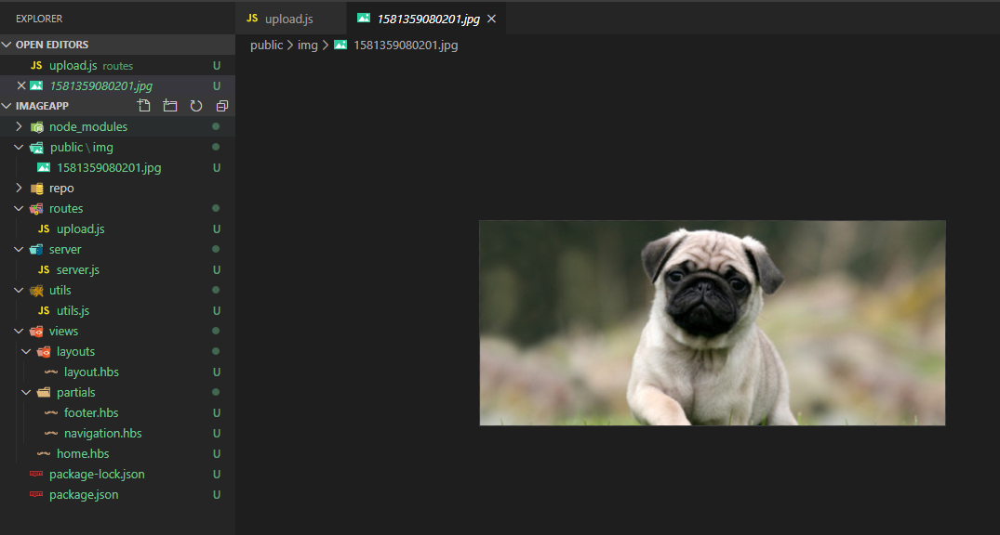 EXPLORER
JS upload.js
1581359080201.jpg
OPEN EDITORS
public > img > 1581359080201.jpg
JS upload.js routes U
1581359080201.jpg U
IMAGEAPP
node_modules
public \ img
1581359080201.jpg U
repo
routes
JS upload.js U
server
JS server.js U
utils
JS utils.js U
views
layouts
layout.hbs U
partials
footer.hbs U
navigation.hbs U
home.hbs U
package-lock.json U
package.json U